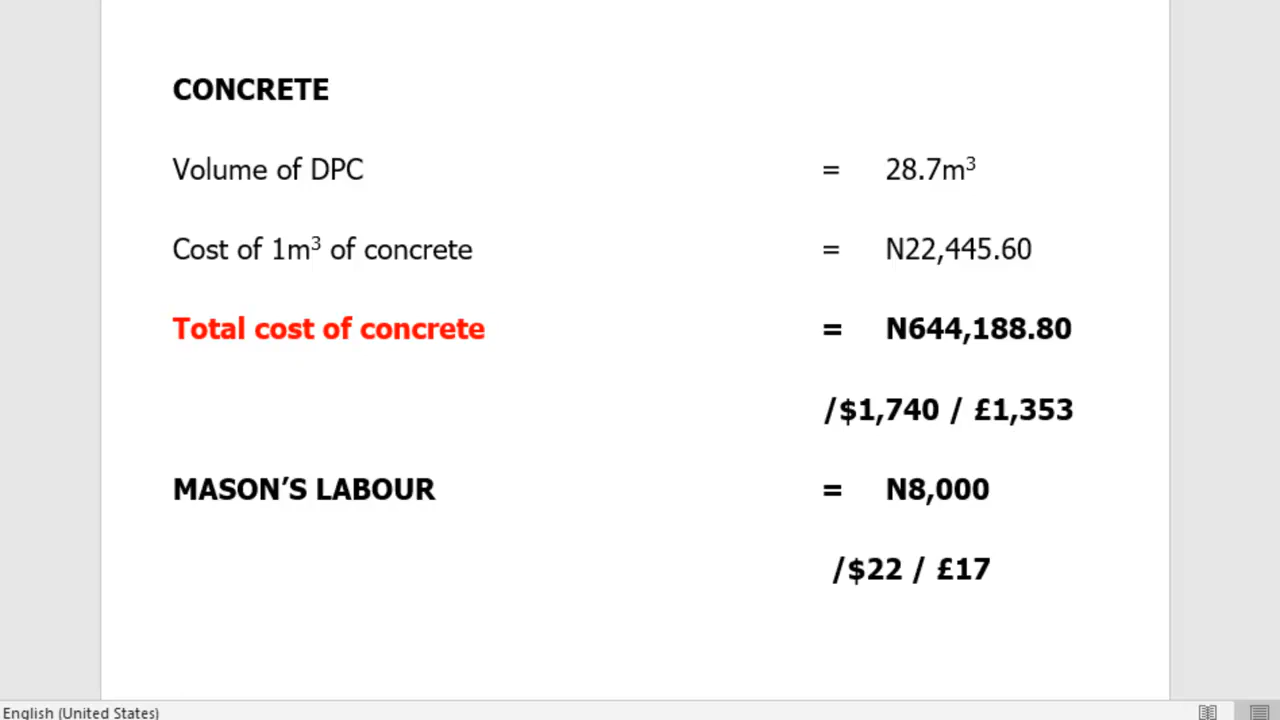 CONCRETE
Volume of DPC = 28.7m³
Cost of 1m³ of concrete = N22,445.60
Total cost of concrete = N644,188.80
/$1,740 / £1,353
MASON’S LABOUR = N8,000
/$22 / £17
English (United States)